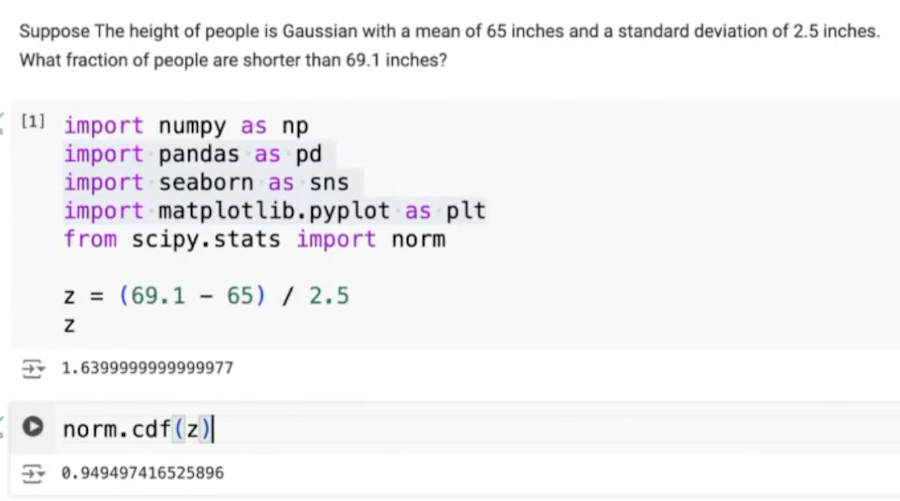 Suppose The height of people is Gaussian with a mean of 65 inches and a standard deviation of 2.5 inches.
What fraction of people are shorter than 69.1 inches?
[1] import numpy as np
import pandas as pd
import seaborn as sns
import matplotlib.pyplot as plt
from scipy.stats import norm
z = (69.1 - 65) / 2.5
z
1.6399999999999977
norm.cdf(z)
0.949497416525896